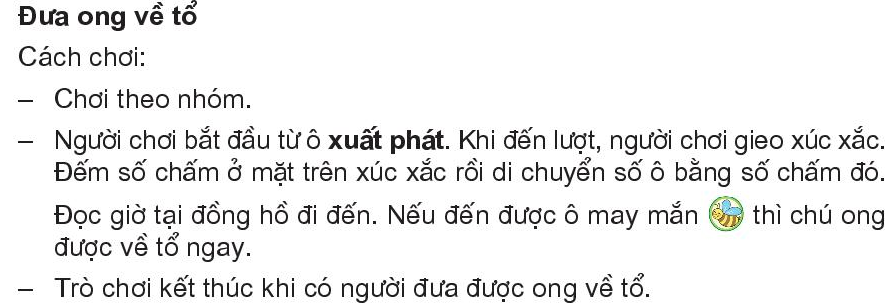 Đưa ong về tổ
Cách chơi:
– Chơi theo nhóm.
– Người chơi bắt đầu từ ô xuất phát. Khi đến lượt, người chơi gieo xúc xắc.
Đếm số chấm ở mặt trên xúc xắc rồi di chuyển số ô bằng số chấm đó.
Đọc giờ tại đồng hồ đi đến. Nếu đến được ô may mắn thì chú ong
được về tổ ngay.
– Trò chơi kết thúc khi có người đưa được ong về tổ.